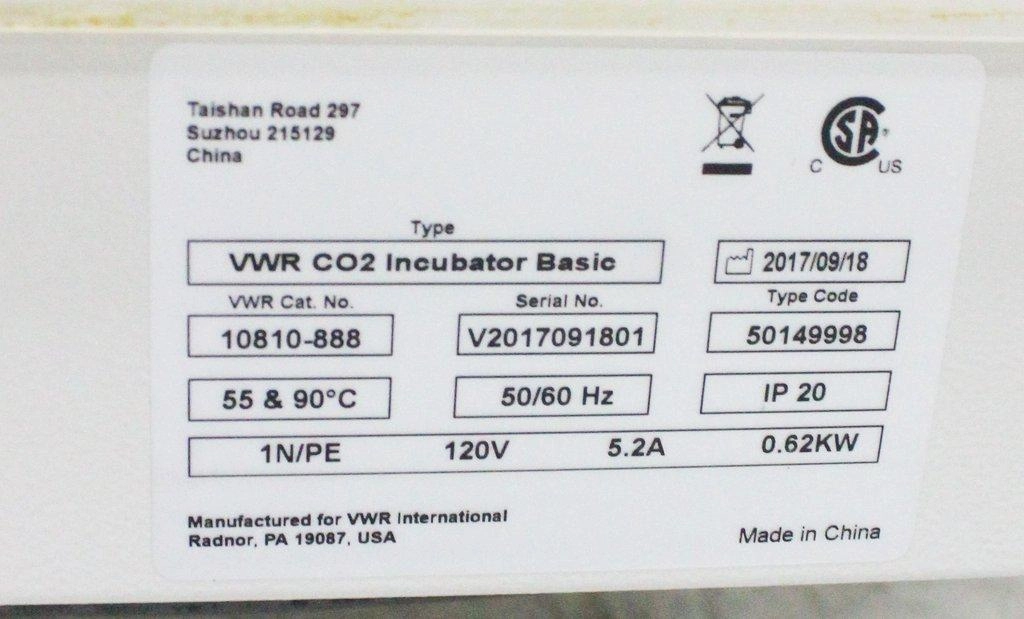 Taishan Road 297
Suzhou 215129
China
CSA®
C US
Type
VWR CO2 Incubator Basic
2017/09/18
VWR Cat. No.
Serial No.
Type Code
10810-888
V2017091801
50149998
55 & 90°C
50/60 Hz
IP 20
1N/PE 120V 5.2A 0.62KW
Manufactured for VWR International
Radnor, PA 19087, USA
Made in China